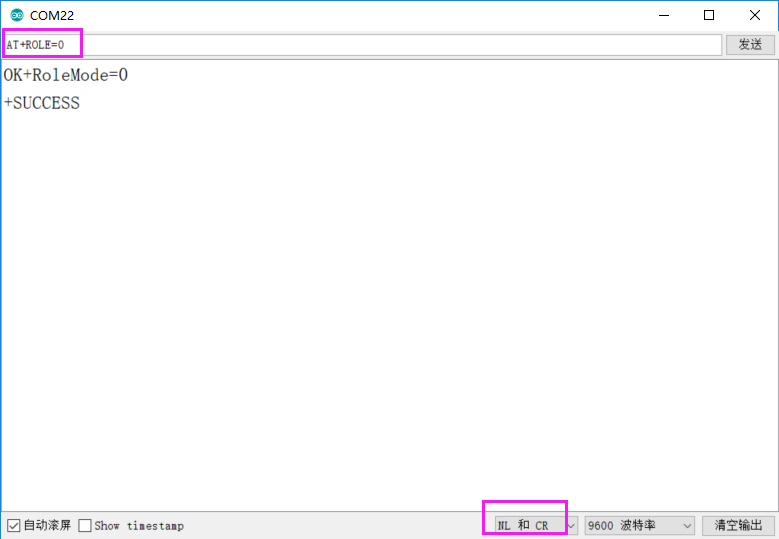 COM22
AT+ROLE=0 发送
OK+RoleMode=0
+SUCCESS
自动滚屏 Show timestamp NL 和 CR 9600 波特率 清空输出